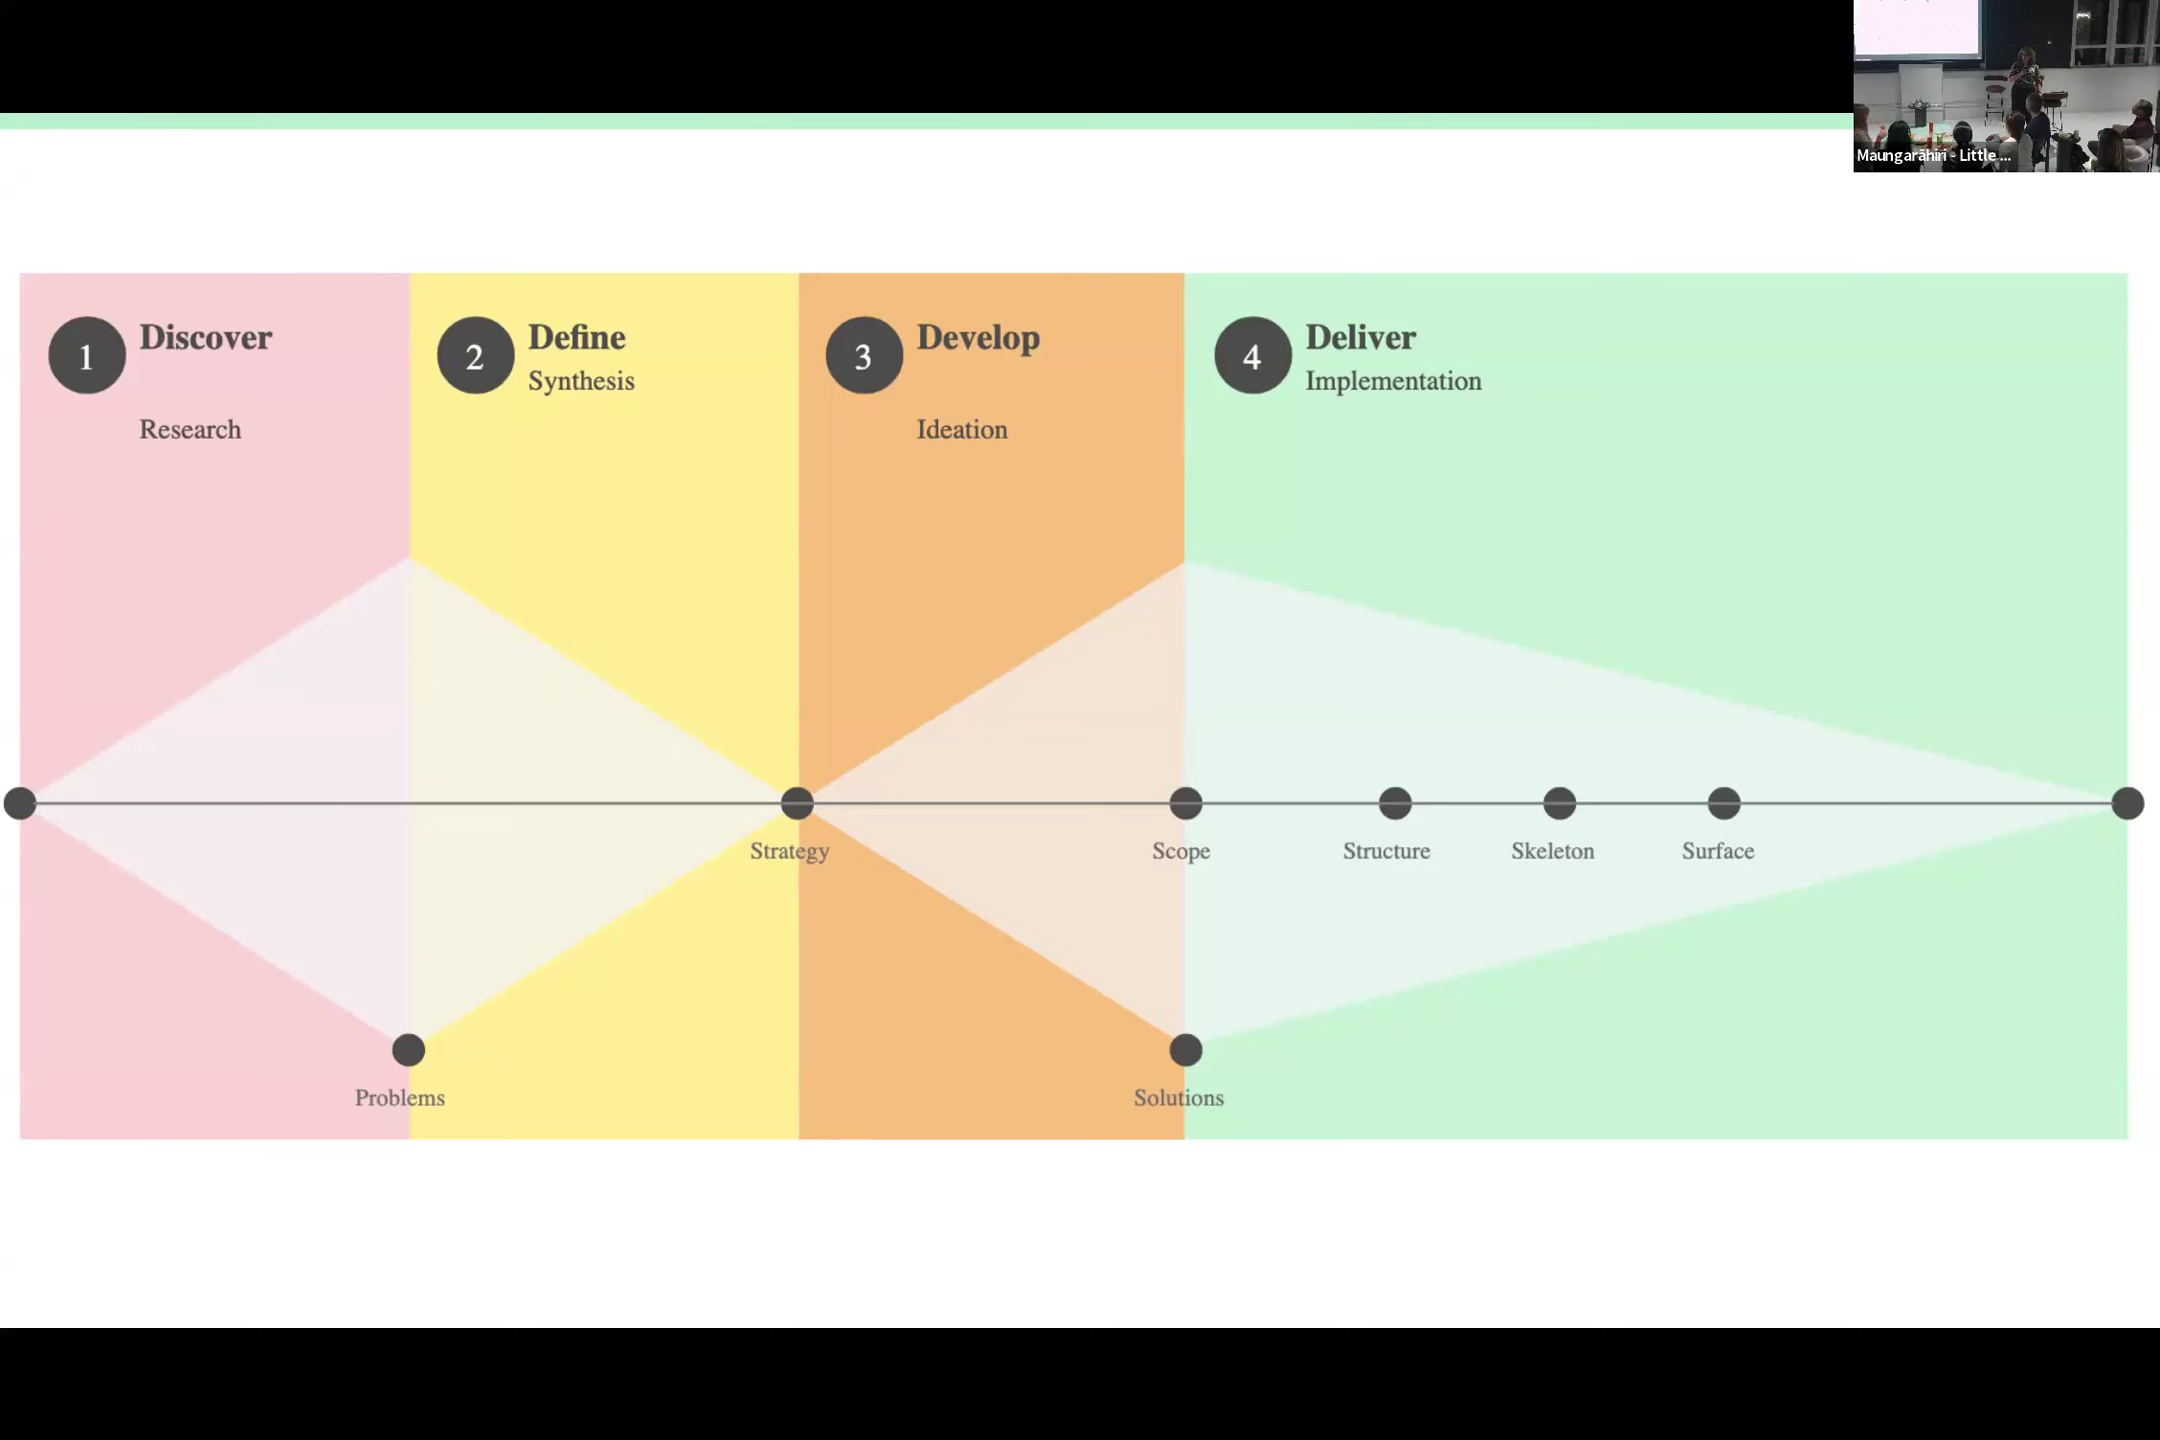 Maungarāhiri - Little ...
1
Discover
Research
2
Define
Synthesis
3
Develop
Ideation
4
Deliver
Implementation
Strategy
Scope
Structure
Skeleton
Surface
Problems
Solutions